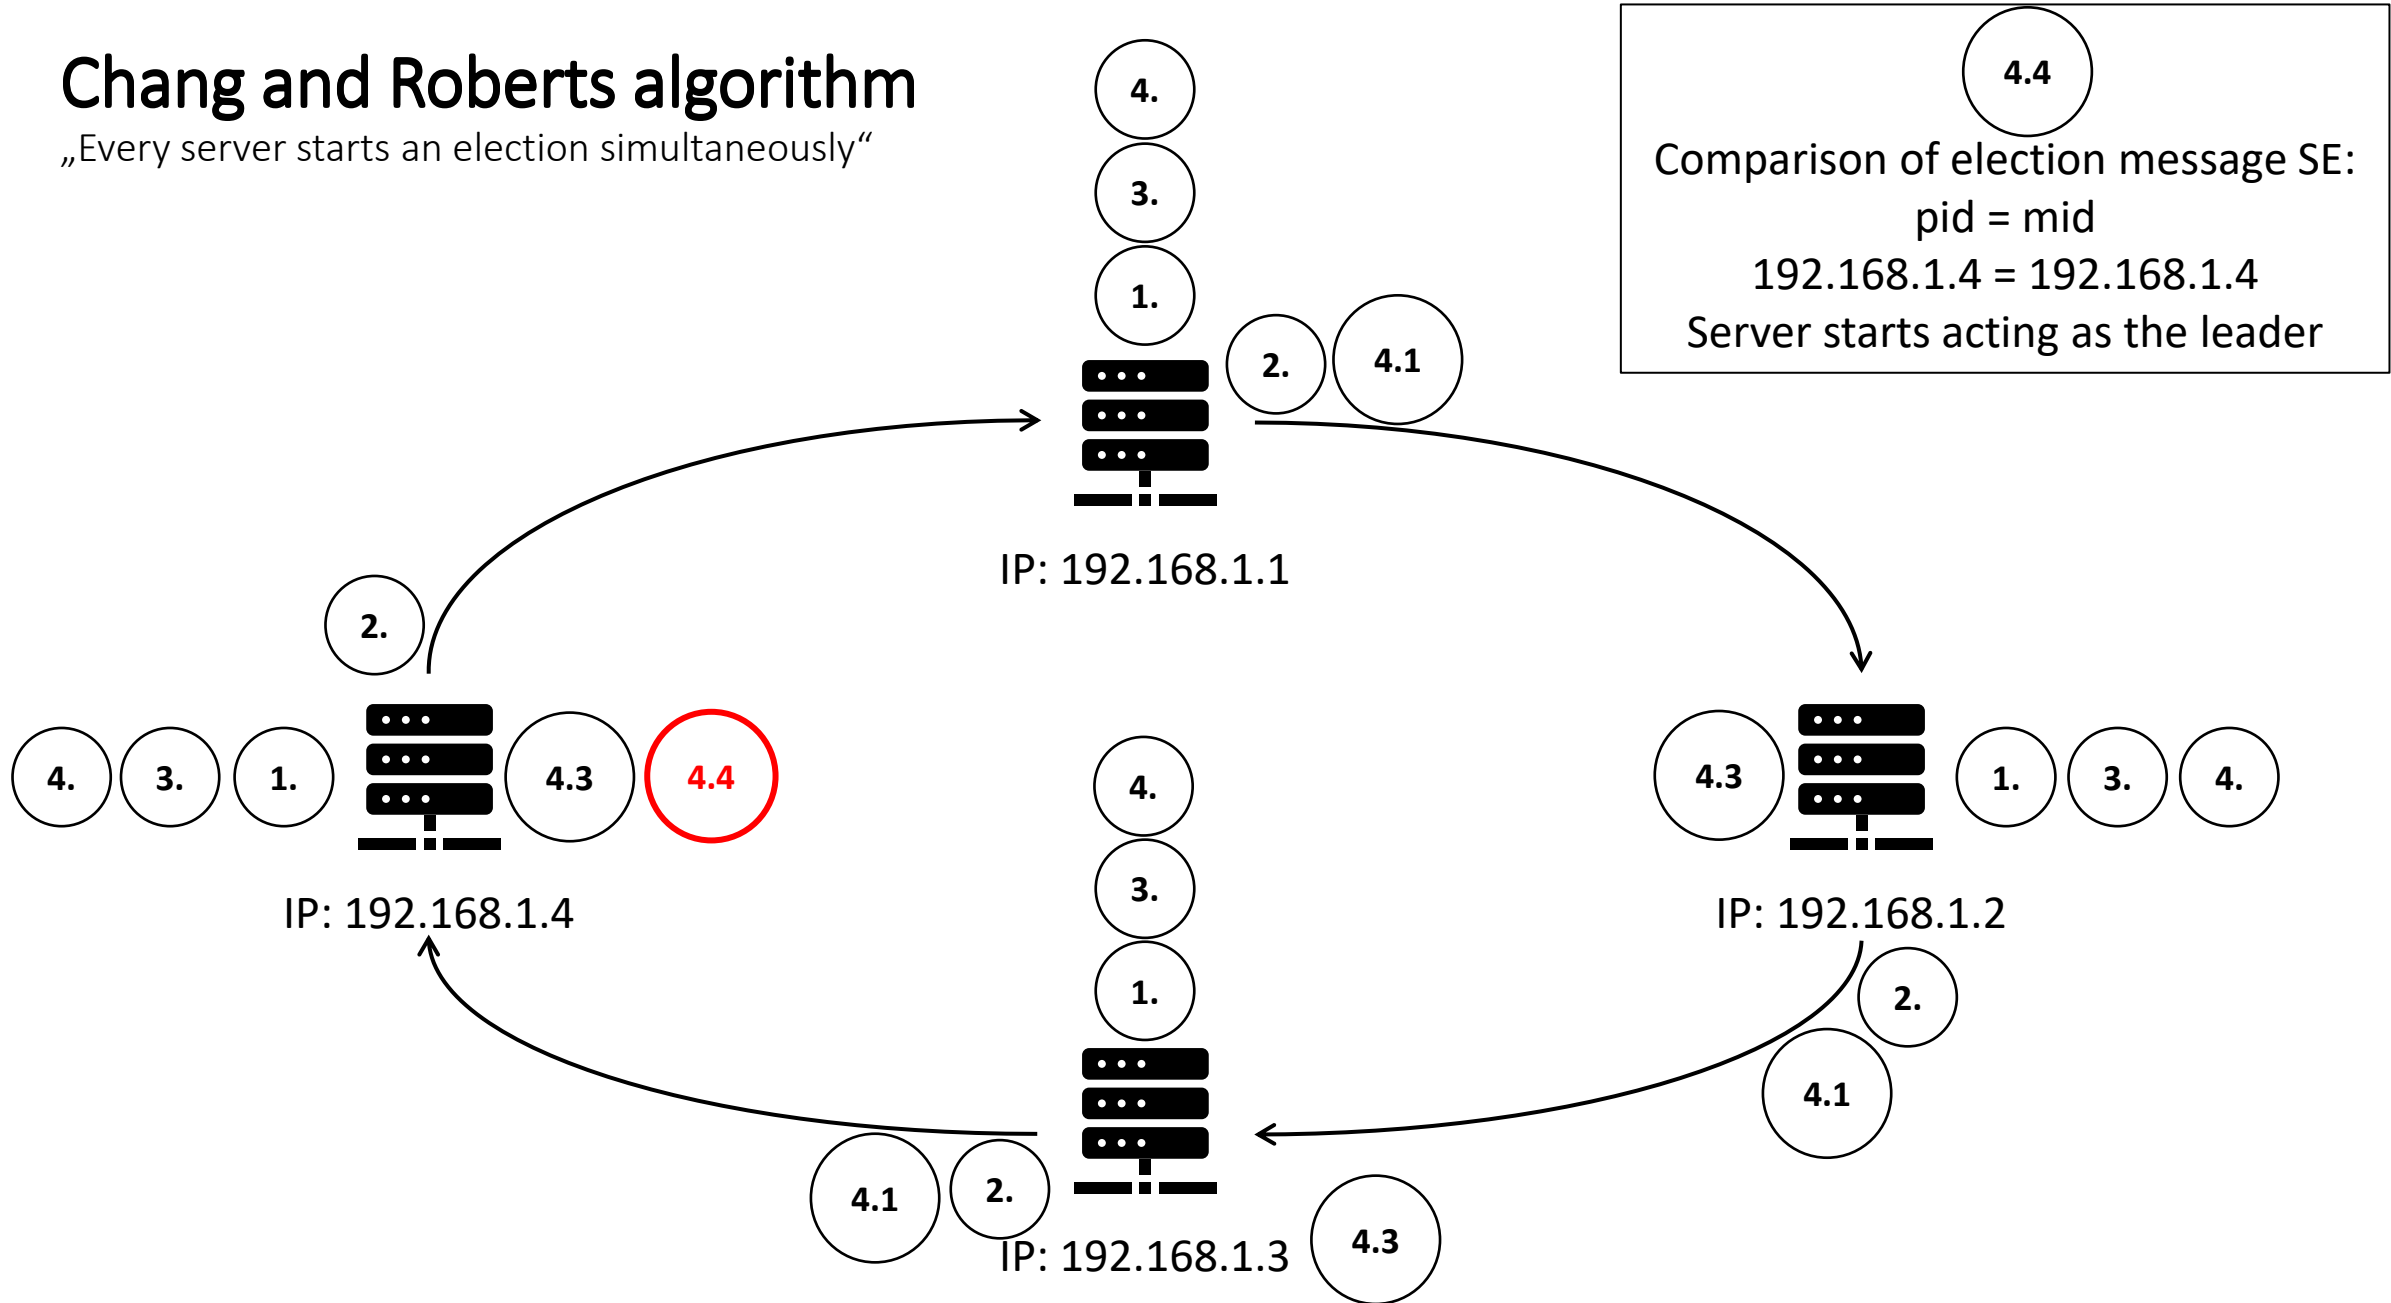 Chang and Roberts algorithm
„Every server starts an election simultaneously“
4.4
Comparison of election message SE:
pid = mid
192.168.1.4 = 192.168.1.4
Server starts acting as the leader
4.
3.
1.
2. 4.1
IP: 192.168.1.1
2.
4. 3. 1. 4.3 4.4
IP: 192.168.1.4
4.3 1. 3. 4.
IP: 192.168.1.2
2.
4.1
4.
3.
1.
4.1 2.
IP: 192.168.1.3 4.3